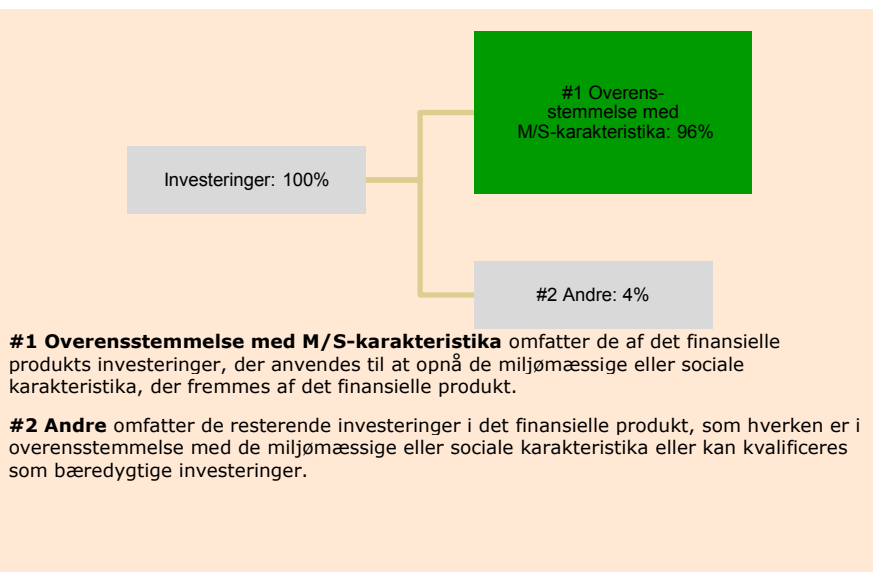 #1 Overens-
stemmelse med
M/S-karakteristika: 96%
Investeringer: 100%
#2 Andre: 4%
#1 Overensstemmelse med M/S-karakteristika omfatter de af det finansielle
produkts investeringer, der anvendes til at opnå de miljømæssige eller sociale
karakteristika, der fremmes af det finansielle produkt.
#2 Andre omfatter de resterende investeringer i det finansielle produkt, som hverken er i
overensstemmelse med de miljømæssige eller sociale karakteristika eller kan kvalificeres
som bæredygtige investeringer.